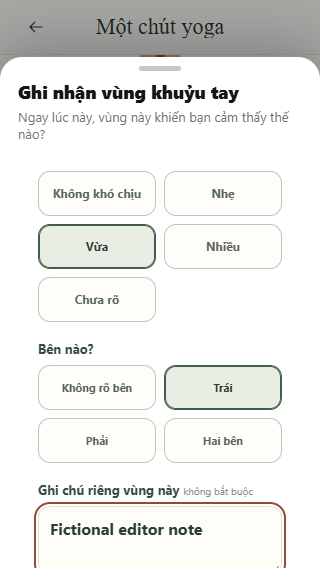 Một chút yoga
Ghi nhận vùng khuỷu tay
Ngay lúc này, vùng này khiến bạn cảm thấy thế
nào?
Không khó chịu
Nhẹ
Vừa
Nhiều
Chưa rõ
Bên nào?
Không rõ bên
Trái
Phải
Hai bên
Ghi chú riêng vùng này không bắt buộc
Fictional editor note